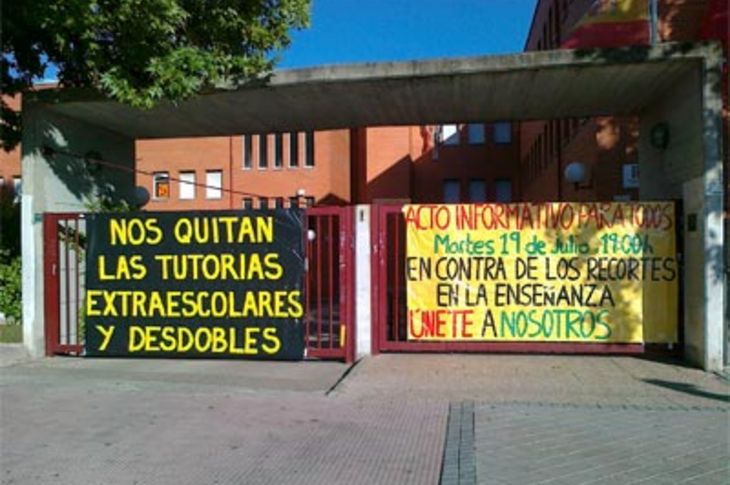 NOS QUITAN
LAS TUTORIAS
EXTRAESCOLARES
Y DESDOBLES
ACTO INFORMATIVO PARA TODOS
Martes 19 de Julio 19:00h
EN CONTRA DE LOS RECORTES
EN LA ENSEÑANZA
ÚNETE A NOSOTROS